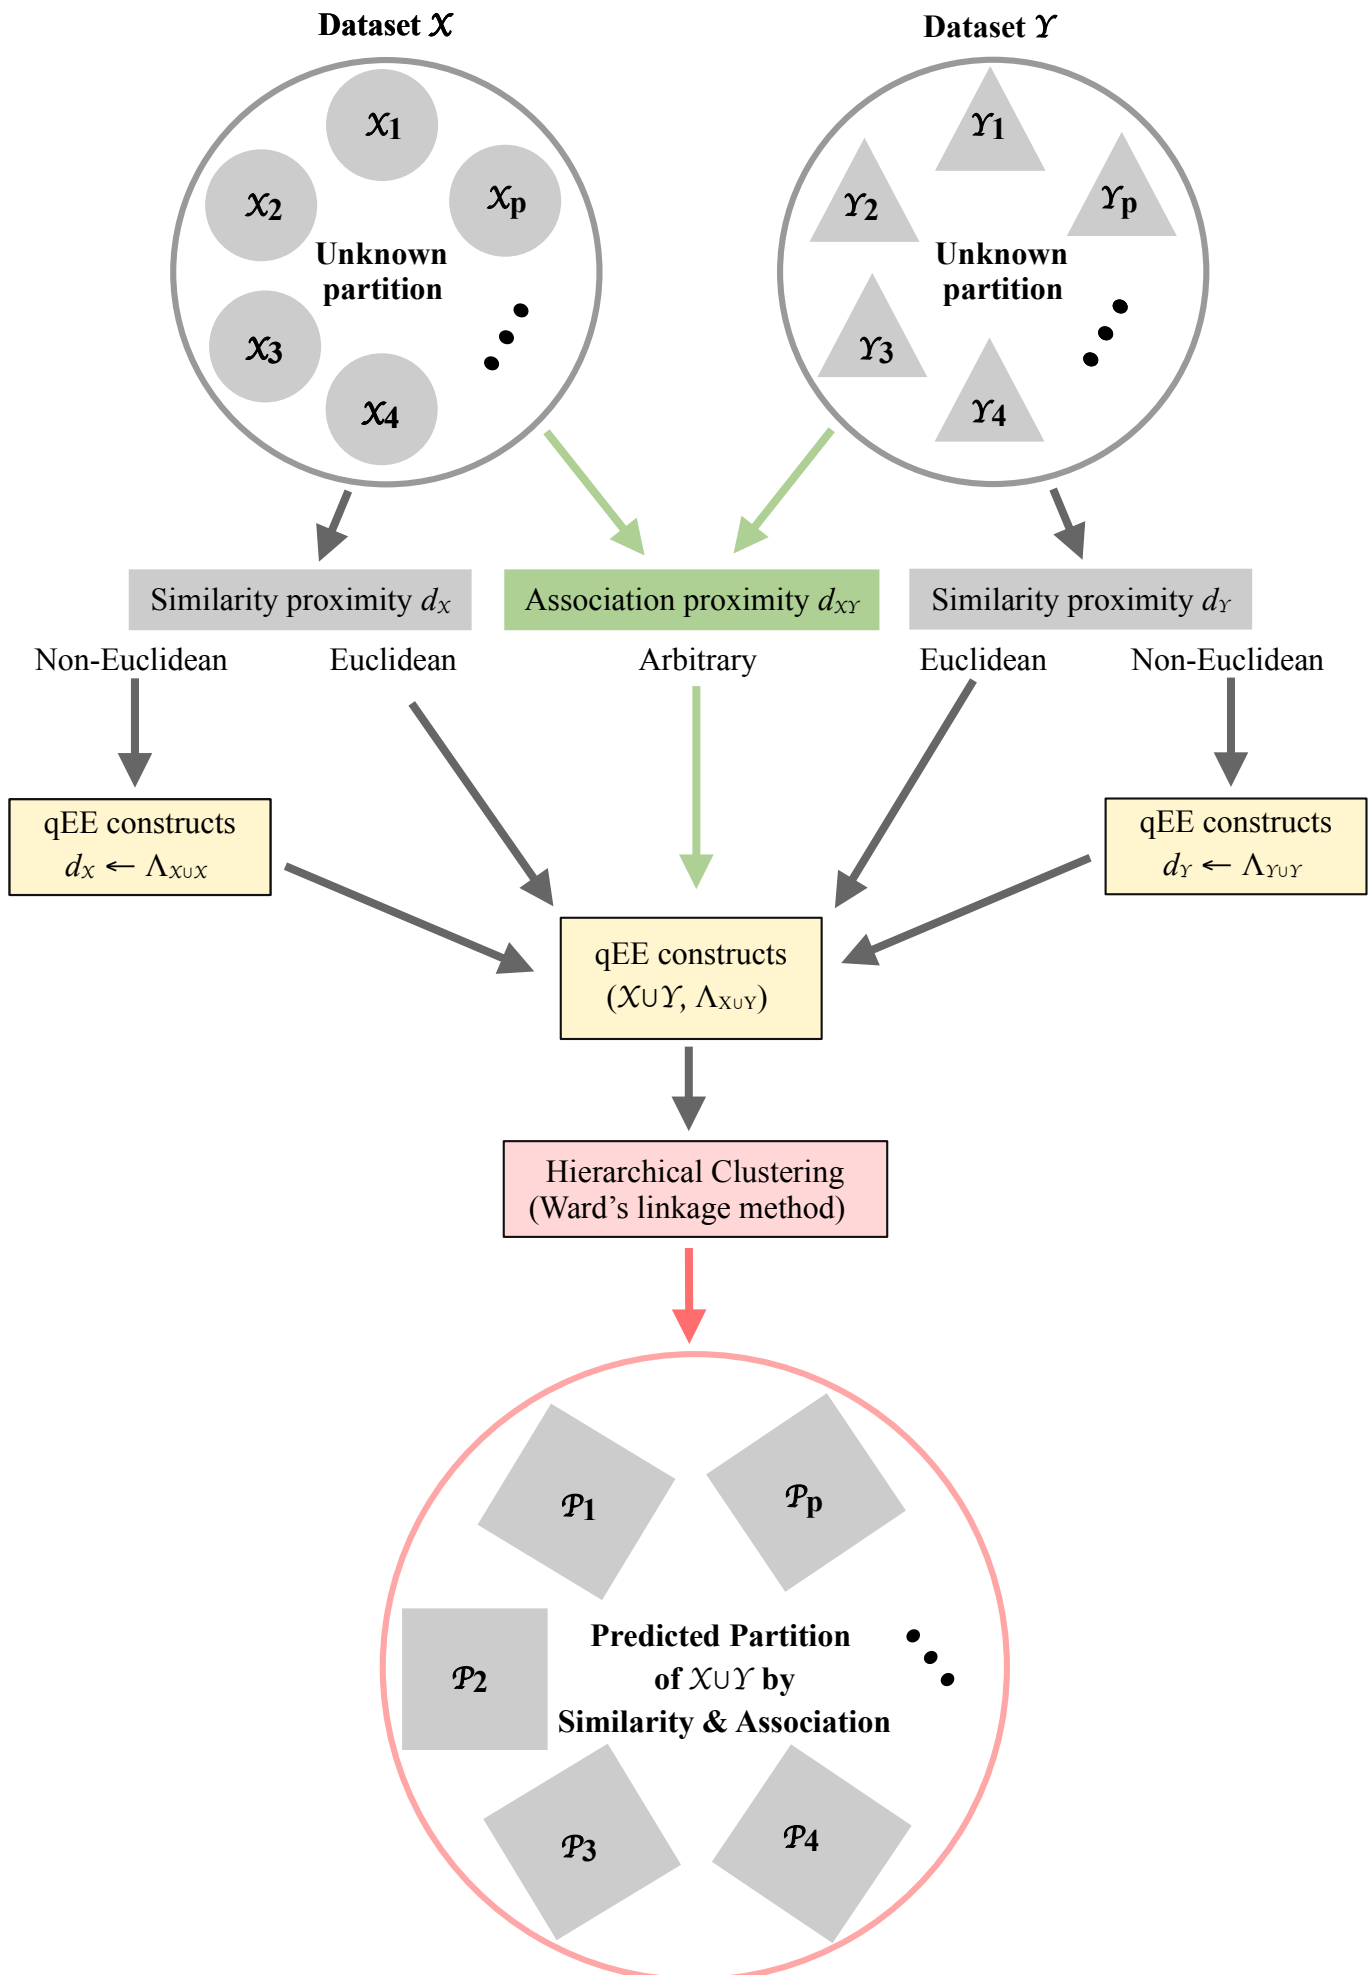 Dataset 𝒳
Dataset 𝒴
𝒳1
𝒳2
𝒳p
Unknown
partition
𝒳3
𝒳4
𝒴1
𝒴2
𝒴p
Unknown
partition
𝒴3
𝒴4
Similarity proximity d𝒳
Association proximity d𝒳𝒴
Similarity proximity d𝒴
Non-Euclidean
Euclidean
Arbitrary
Euclidean
Non-Euclidean
qEE constructs
d𝒳 ← Λ𝒳∪𝒳
qEE constructs
d𝒴 ← Λ𝒴∪𝒴
qEE constructs
(𝒳∪𝒴, ΛX∪Y)
Hierarchical Clustering
(Ward’s linkage method)
𝒫1
𝒫p
𝒫2
Predicted Partition
of 𝒳∪𝒴 by
Similarity & Association
𝒫3
𝒫4